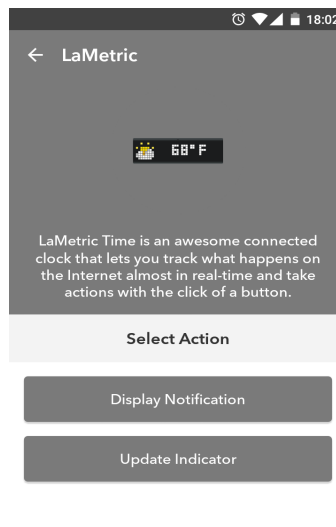 18:02
LaMetric
68°F
LaMetric Time is an awesome connected
clock that lets you track what happens on
the Internet almost in real-time and take
actions with the click of a button.
Select Action
Display Notification
Update Indicator